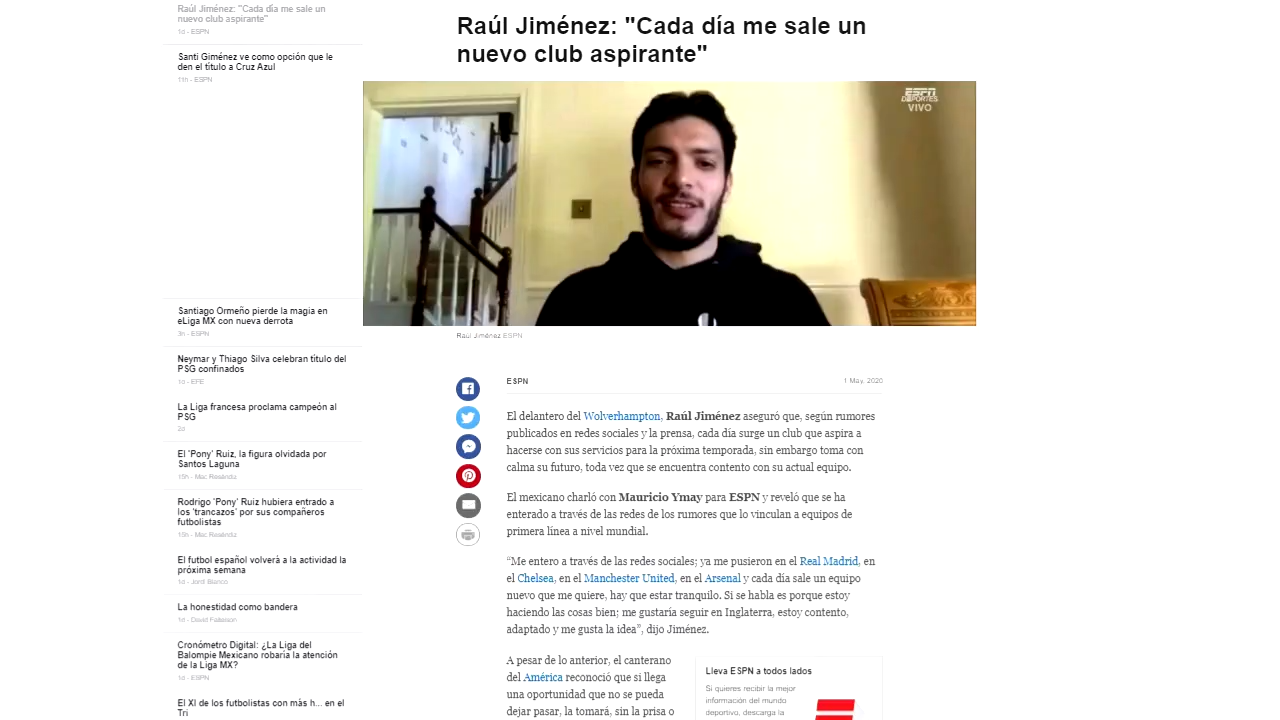 Raúl Jiménez: "Cada día me sale un
nuevo club aspirante"
1d - ESPN
Santi Giménez ve como opción que le
den el título a Cruz Azul
11h - ESPN
Santiago Ormeño pierde la magia en
eLiga MX con nueva derrota
3h - ESPN
Neymar y Thiago Silva celebran título del
PSG confinados
1d - EFE
La Liga francesa proclama campeón al
PSG
2d
El 'Pony' Ruiz, la figura olvidada por
Santos Laguna
15h - Mac Reséndiz
Rodrigo 'Pony' Ruiz hubiera entrado a
los 'trancazos' por sus compañeros
futbolistas
15h - Mac Reséndiz
El futbol español volverá a la actividad la
próxima semana
1d - Jordi Blanco
La honestidad como bandera
1d - David Faitelson
Cronómetro Digital: ¿La Liga del
Balompie Mexicano robaría la atención
de la Liga MX?
1d - ESPN
El XI de los futbolistas con màs h... en el
Tri
Raúl Jiménez: "Cada día me sale un
nuevo club aspirante"
ESPN
DEPORTES
VIVO
Raúl Jiménez ESPN
ESPN
1 May, 2020
El delantero del Wolverhampton, Raúl Jiménez aseguró que, según rumores
publicados en redes sociales y la prensa, cada día surge un club que aspira a
hacerse con sus servicios para la próxima temporada, sin embargo toma con
calma su futuro, toda vez que se encuentra contento con su actual equipo.
El mexicano charló con Mauricio Ymay para ESPN y reveló que se ha
enterado a través de las redes de los rumores que lo vinculan a equipos de
primera línea a nivel mundial.
“Me entero a través de las redes sociales; ya me pusieron en el Real Madrid, en
el Chelsea, en el Manchester United, en el Arsenal y cada día sale un equipo
nuevo que me quiere, hay que estar tranquilo. Si se habla es porque estoy
haciendo las cosas bien; me gustaría seguir en Inglaterra, estoy contento,
adaptado y me gusta la idea”, dijo Jiménez.
A pesar de lo anterior, el canterano
del América reconoció que si llega
una oportunidad que no se pueda
dejar pasar, la tomará, sin la prisa o
Lleva ESPN a todos lados
Si quieres recibir la mejor
información del mundo
deportivo, descarga la